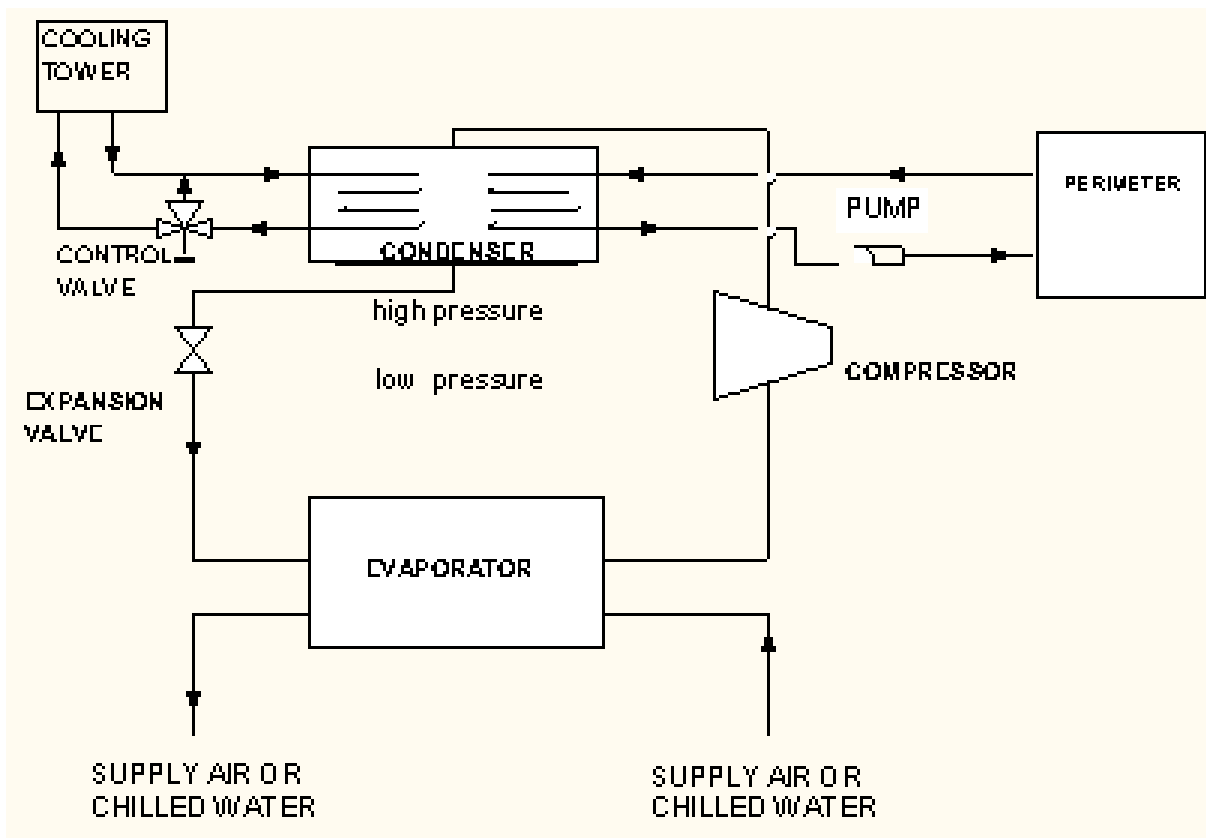 COOLING
TOWER
PERIMETER
PUMP
CONTROL
VALVE
CONDENSER
high pressure
low pressure
COMPRESSOR
EXPANSION
VALVE
EVAPORATOR
SUPPLY AIR OR
CHILLED WATER
SUPPLY AIR OR
CHILLED WATER